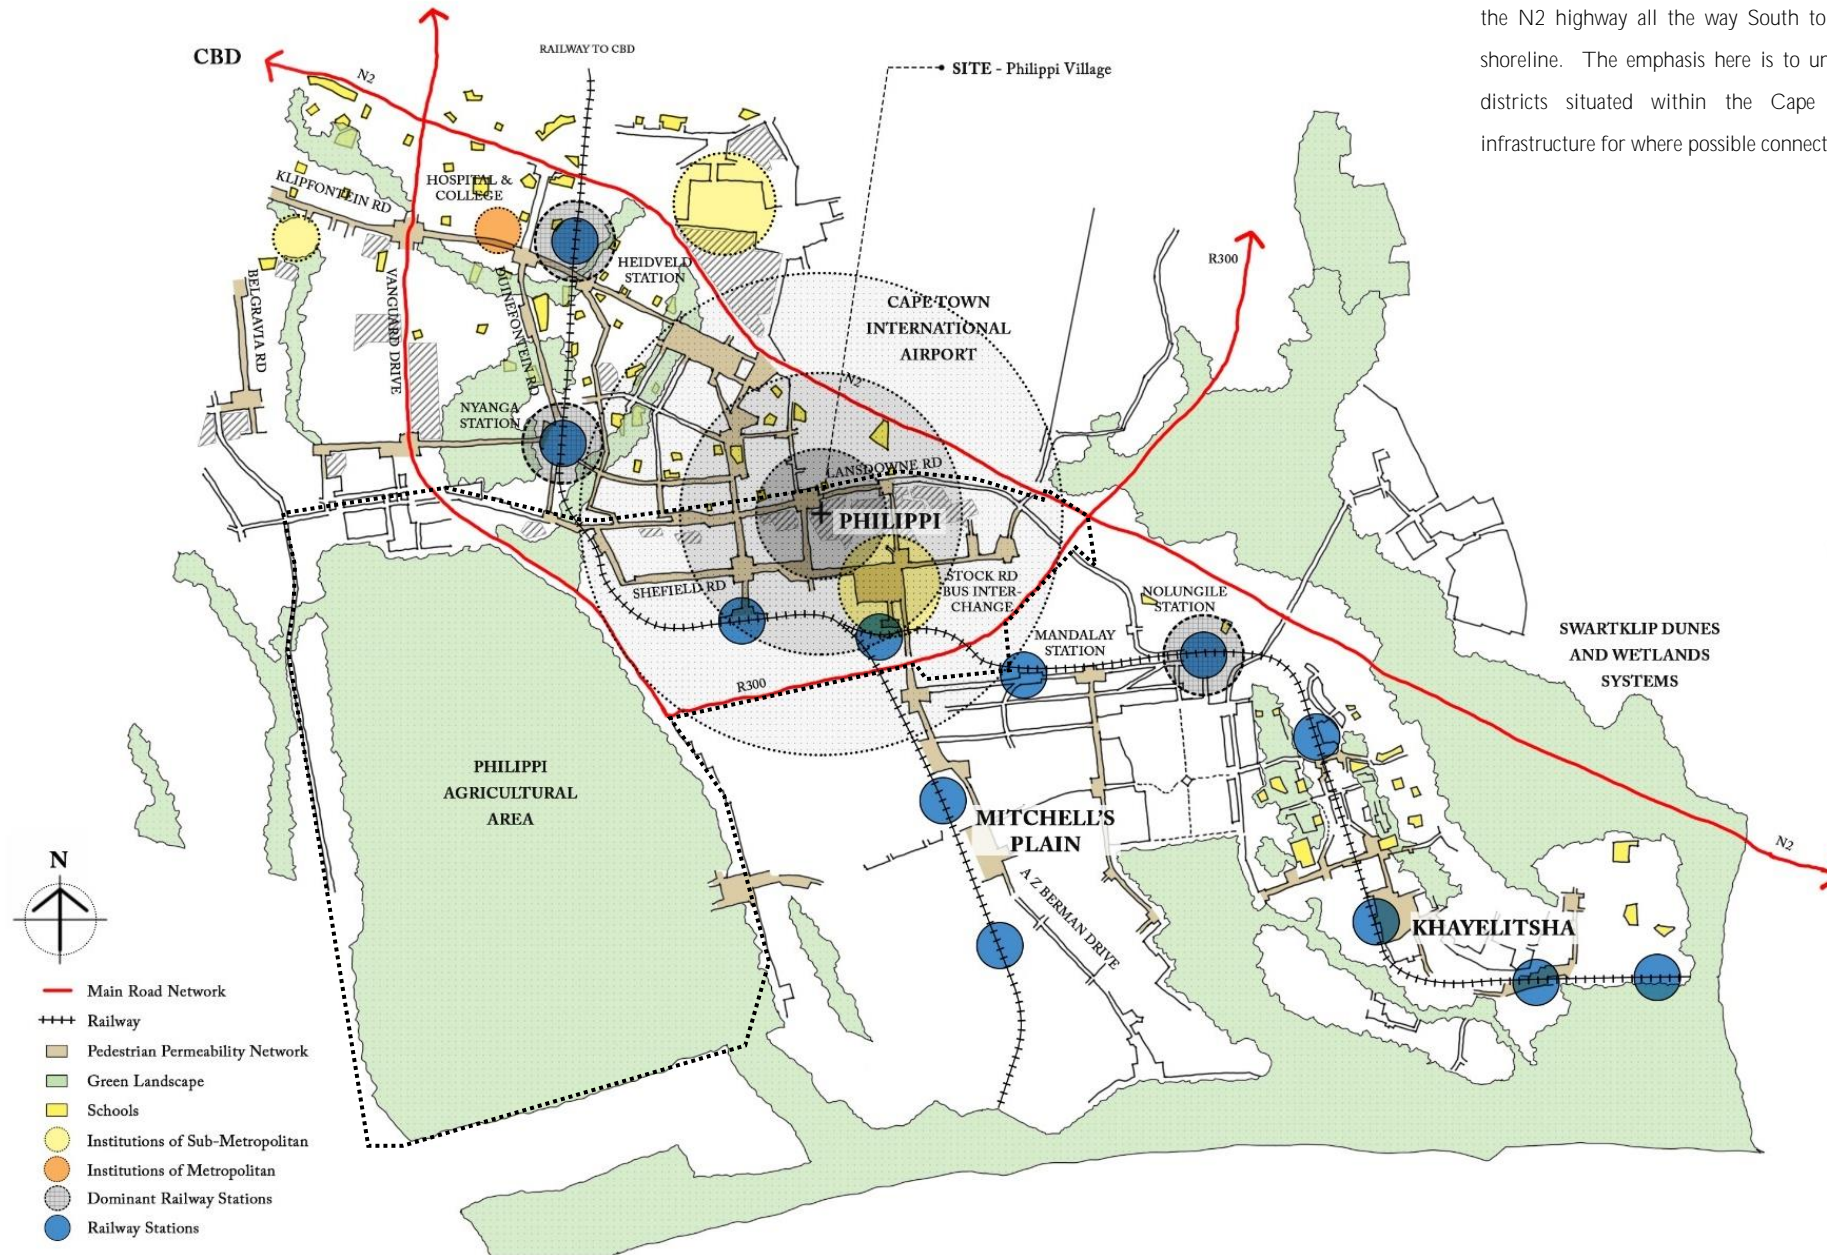 the N2 highway all the way South to
shoreline. The emphasis here is to un
districts situated within the Cape
infrastructure for where possible connect
CBD
N2
RAILWAY TO CBD
SITE - Philippi Village
KLIPFONTEIN RD
HOSPITAL &
COLLEGE
HEIDVELD
STATION
BELGRAVIA RD
VANGUARD DRIVE
DUINEFONTEIN RD
R300
CAPE TOWN
INTERNATIONAL
AIRPORT
N2
NYANGA
STATION
LANSDOWNE RD
PHILIPPI
SHEFIELD RD
STOCK RD
BUS INTER-
CHANGE
NOLUNGILE
STATION
MANDALAY
STATION
R300
SWARTKLIP DUNES
AND WETLANDS
SYSTEMS
PHILIPPI
AGRICULTURAL
AREA
MITCHELL'S
PLAIN
A Z BERMAN DRIVE
N2
KHAYELITSHA
N
Main Road Network
Railway
Pedestrian Permeability Network
Green Landscape
Schools
Institutions of Sub-Metropolitan
Institutions of Metropolitan
Dominant Railway Stations
Railway Stations